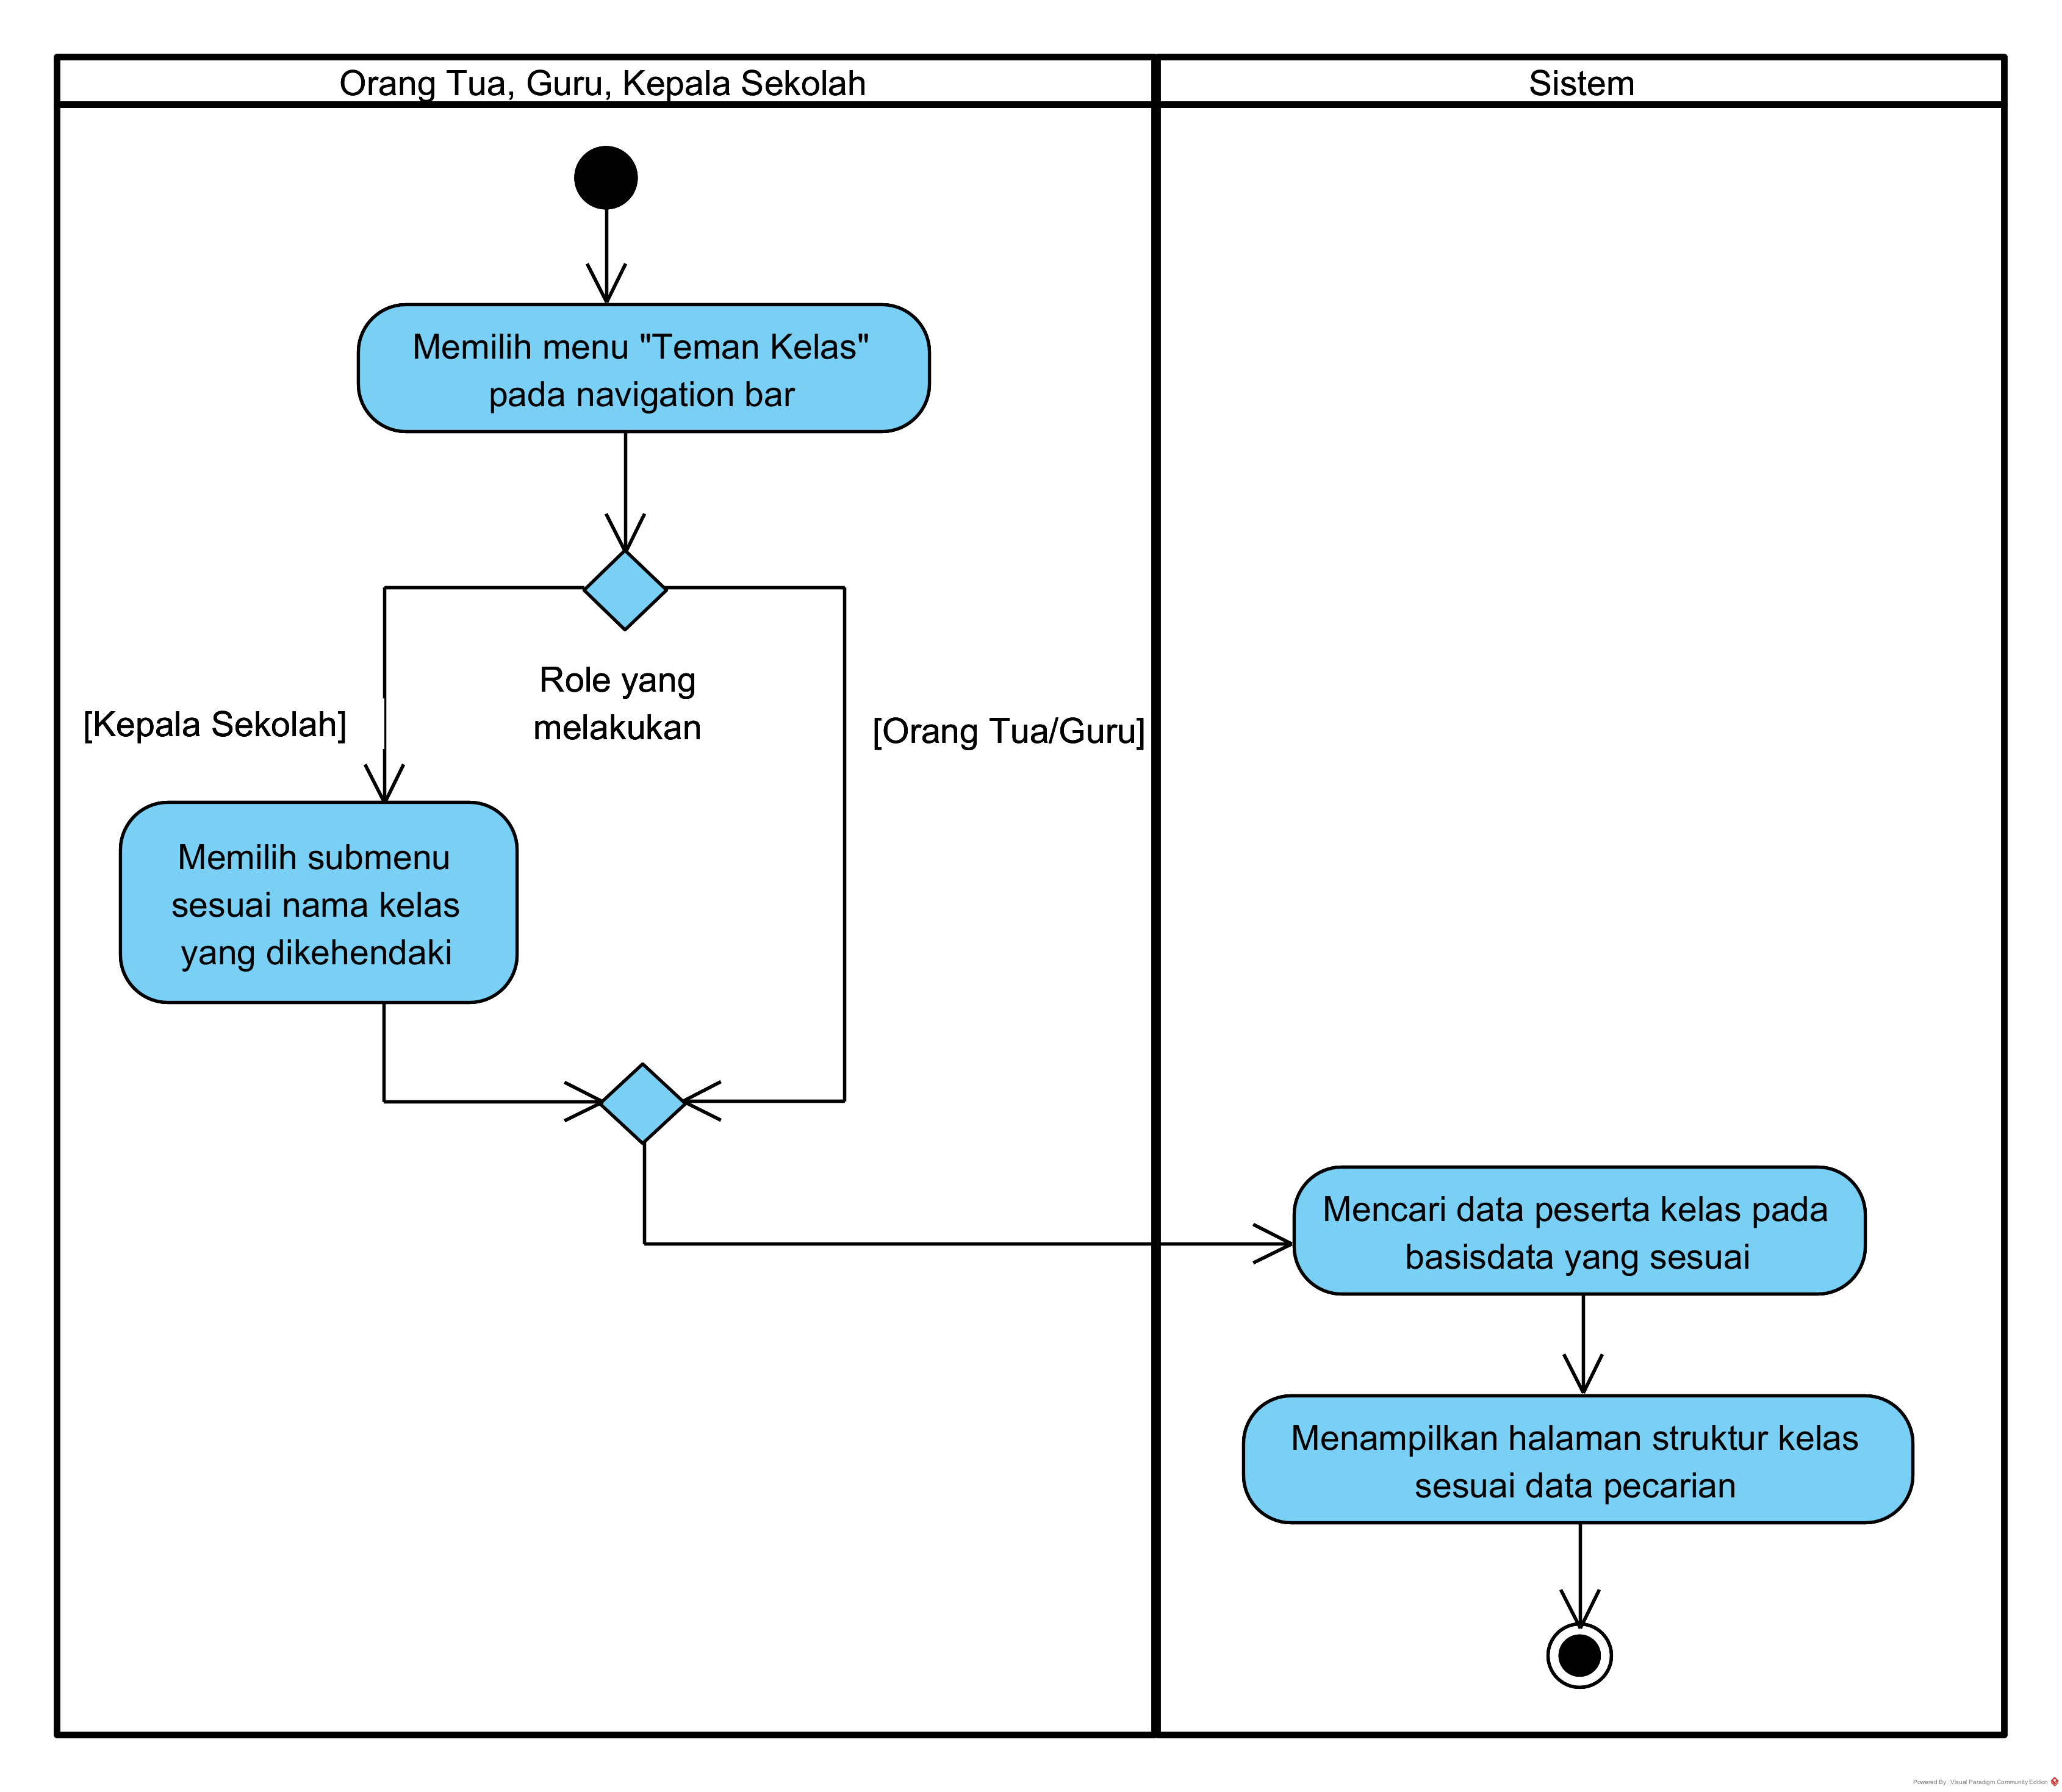 Orang Tua, Guru, Kepala Sekolah
Sistem
Memilih menu "Teman Kelas"
pada navigation bar
Role yang
melakukan
[Kepala Sekolah]
[Orang Tua/Guru]
Memilih submenu
sesuai nama kelas
yang dikehendaki
Mencari data peserta kelas pada
basisdata yang sesuai
Menampilkan halaman struktur kelas
sesuai data pecarian
Powered By: Visual Paradigm Community Edition